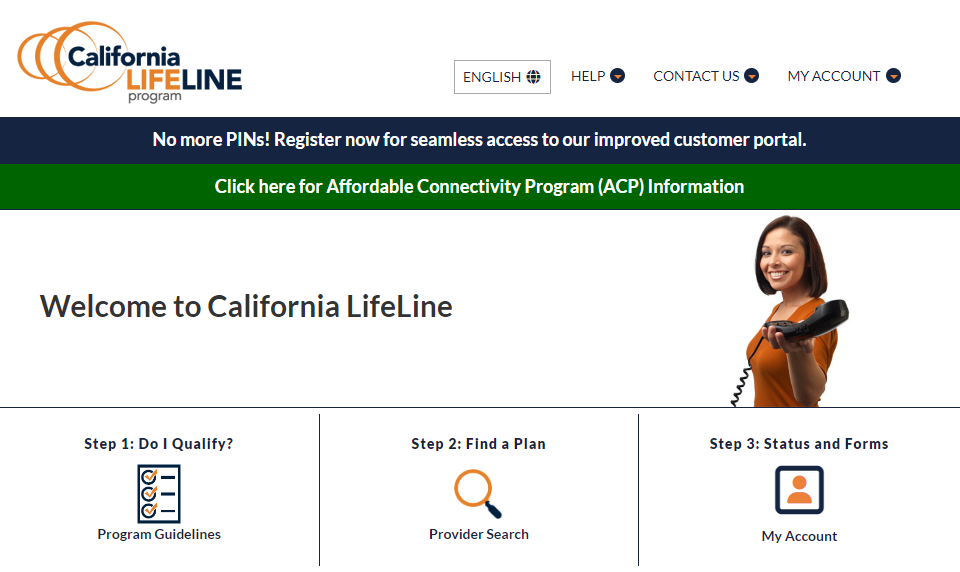 California
LIFELINE
program
ENGLISH
HELP
CONTACT US
MY ACCOUNT
No more PINs! Register now for seamless access to our improved customer portal.
Click here for Affordable Connectivity Program (ACP) Information
Welcome to California LifeLine
Step 1: Do I Qualify?
Program Guidelines
Step 2: Find a Plan
Provider Search
Step 3: Status and Forms
My Account